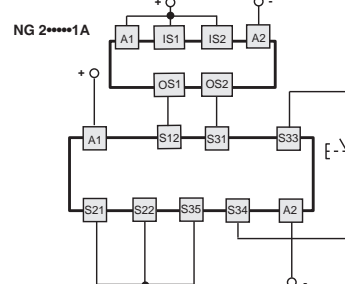 + -
NG 2•••••1A
A1 IS1 IS2 A2
+
OS1 OS2
A1 S12 S31 S33
S21 S22 S35 S34 A2
-